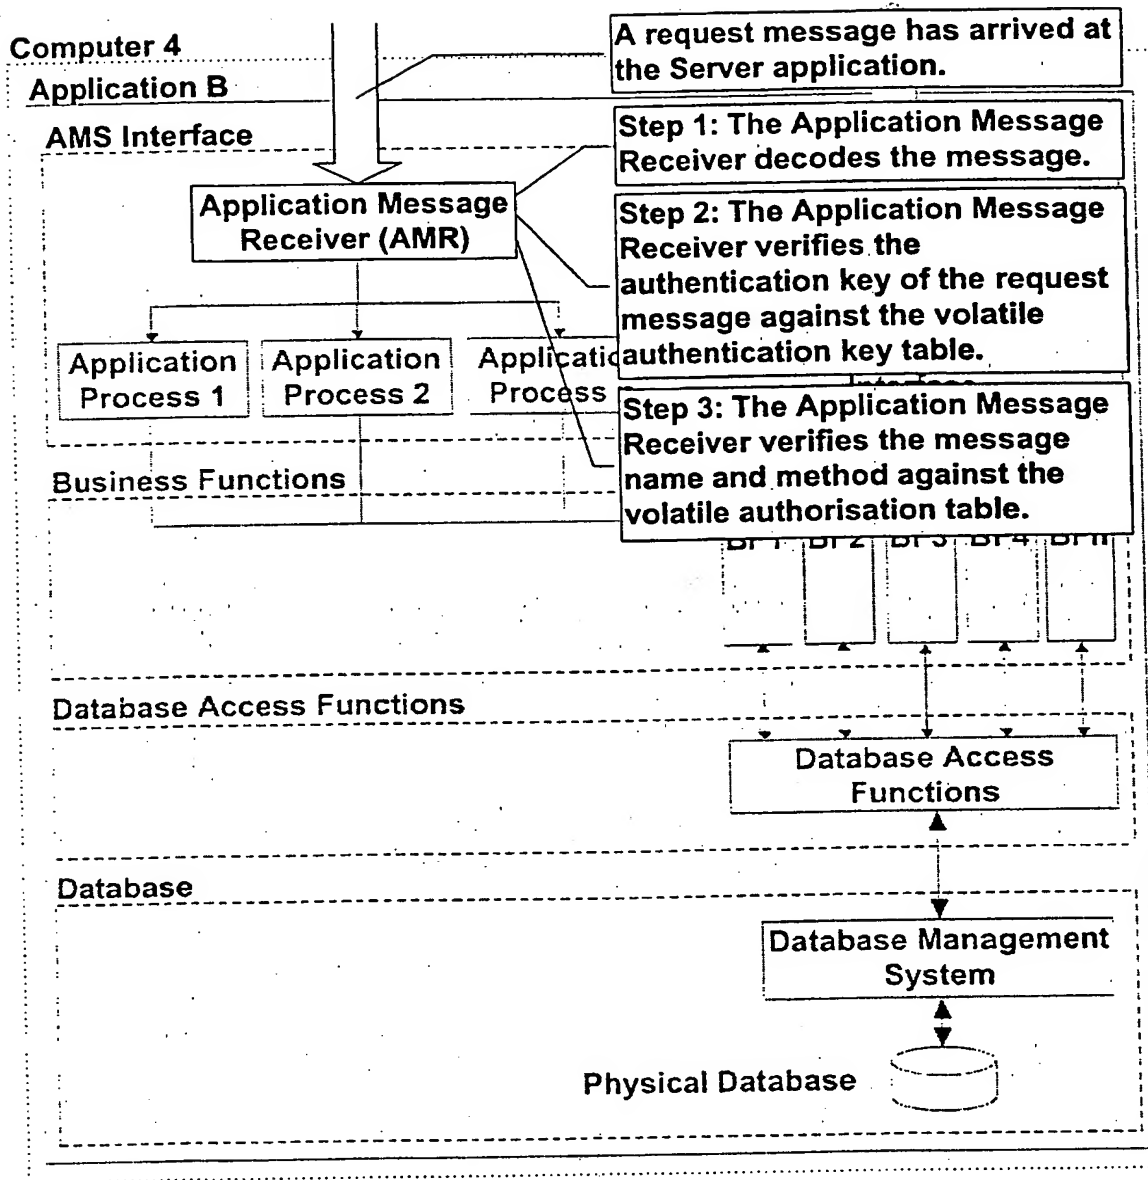 Computer 4
A request message has arrived at
the Server application.
Application B
AMS Interface
Step 1: The Application Message
Receiver decodes the message.
Application Message
Receiver (AMR)
Step 2: The Application Message
Receiver verifies the
authentication key of the request
message against the volatile
authentication key table.
Application
Process 1
Application
Process 2
Process
Step 3: The Application Message
Receiver verifies the message
name and method against the
volatile authorisation table.
Business Functions
Database Access Functions
Database Access
Functions
Database
Database Management
System
Physical Database